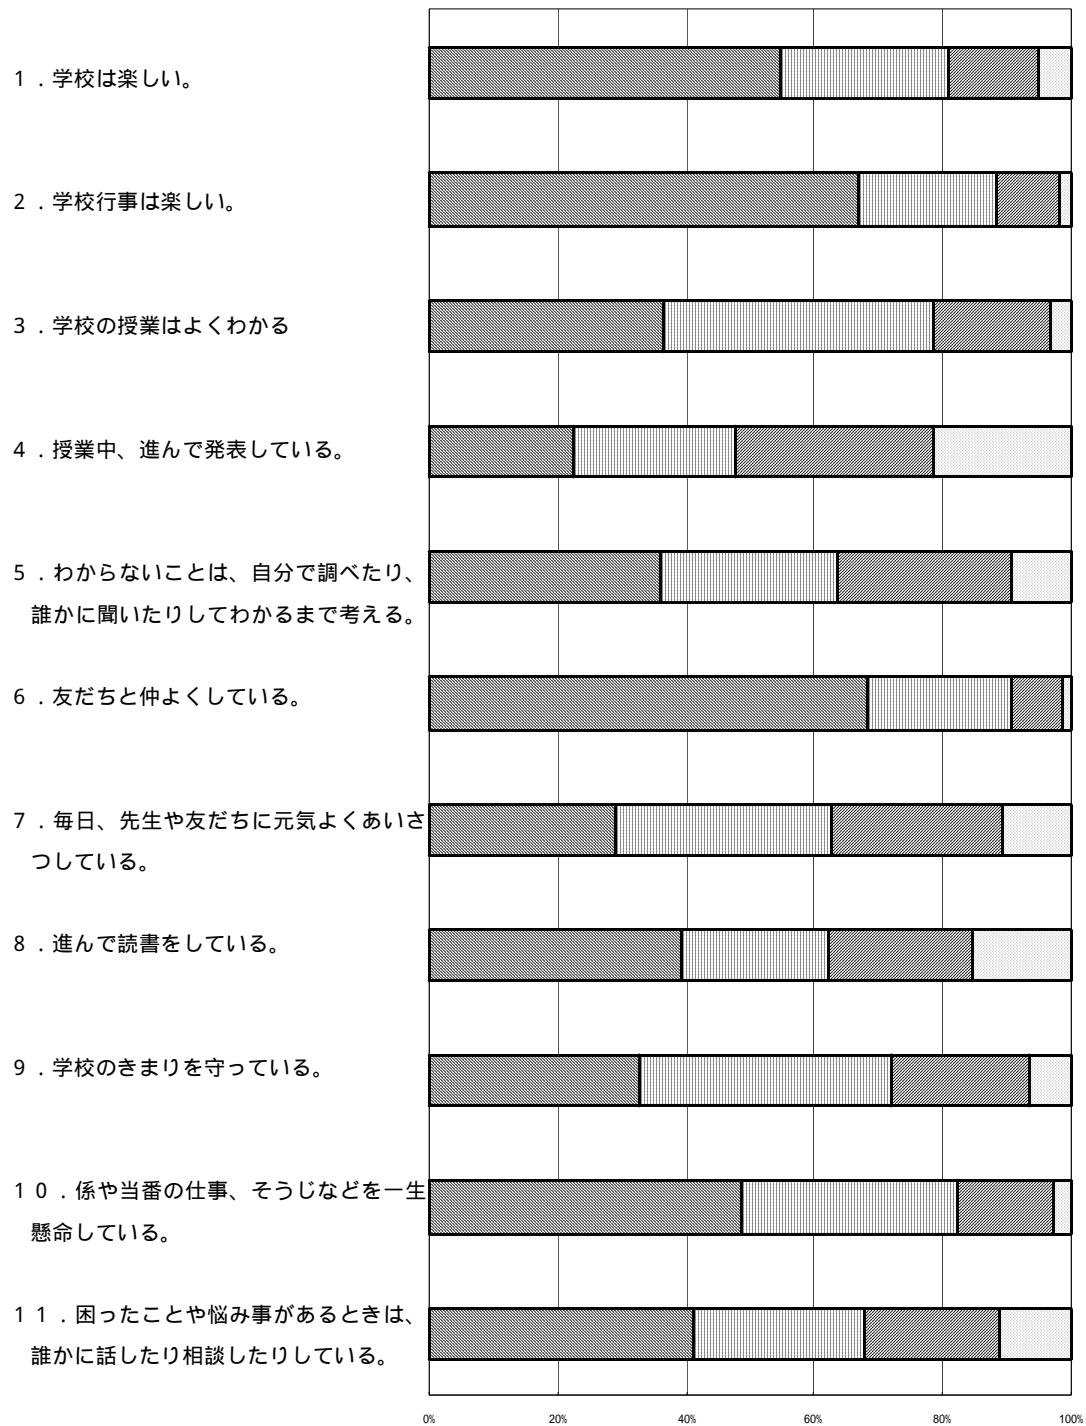 1．学校は楽しい。
2．学校行事は楽しい。
3．学校の授業はよくわかる
4．授業中、進んで発表している。
5．わからないことは、自分で調べたり、
誰かに聞いたりしてわかるまで考える。
6．友だちと仲よくしている。
7．毎日、先生や友だちに元気よくあいさ
つしている。
8．進んで読書をしている。
9．学校のきまりを守っている。
10．係や当番の仕事、そうじなどを一生
懸命している。
11．困ったことや悩み事があるときは、
誰かに話したり相談したりしている。
0% 20% 40% 60% 80% 100%